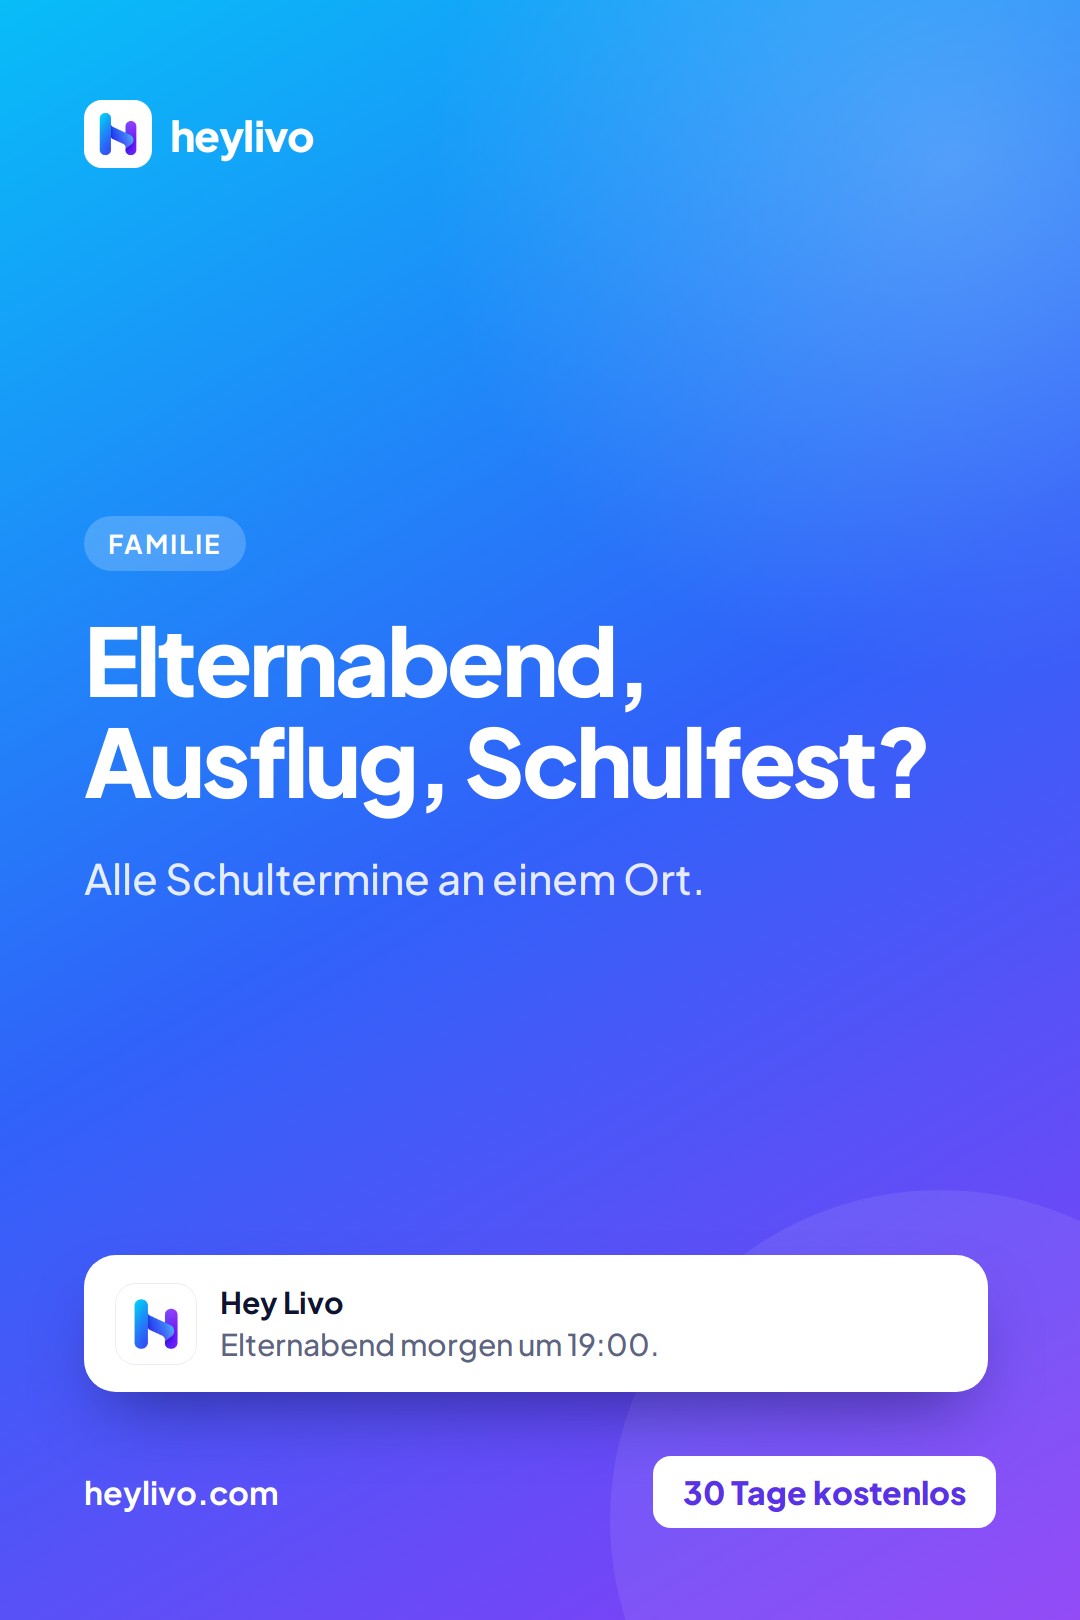 heylivo
FAMILIE
Elternabend,
Ausflug, Schulfest?
Alle Schultermine an einem Ort.
Hey Livo
Elternabend morgen um 19:00.
heylivo.com
30 Tage kostenlos